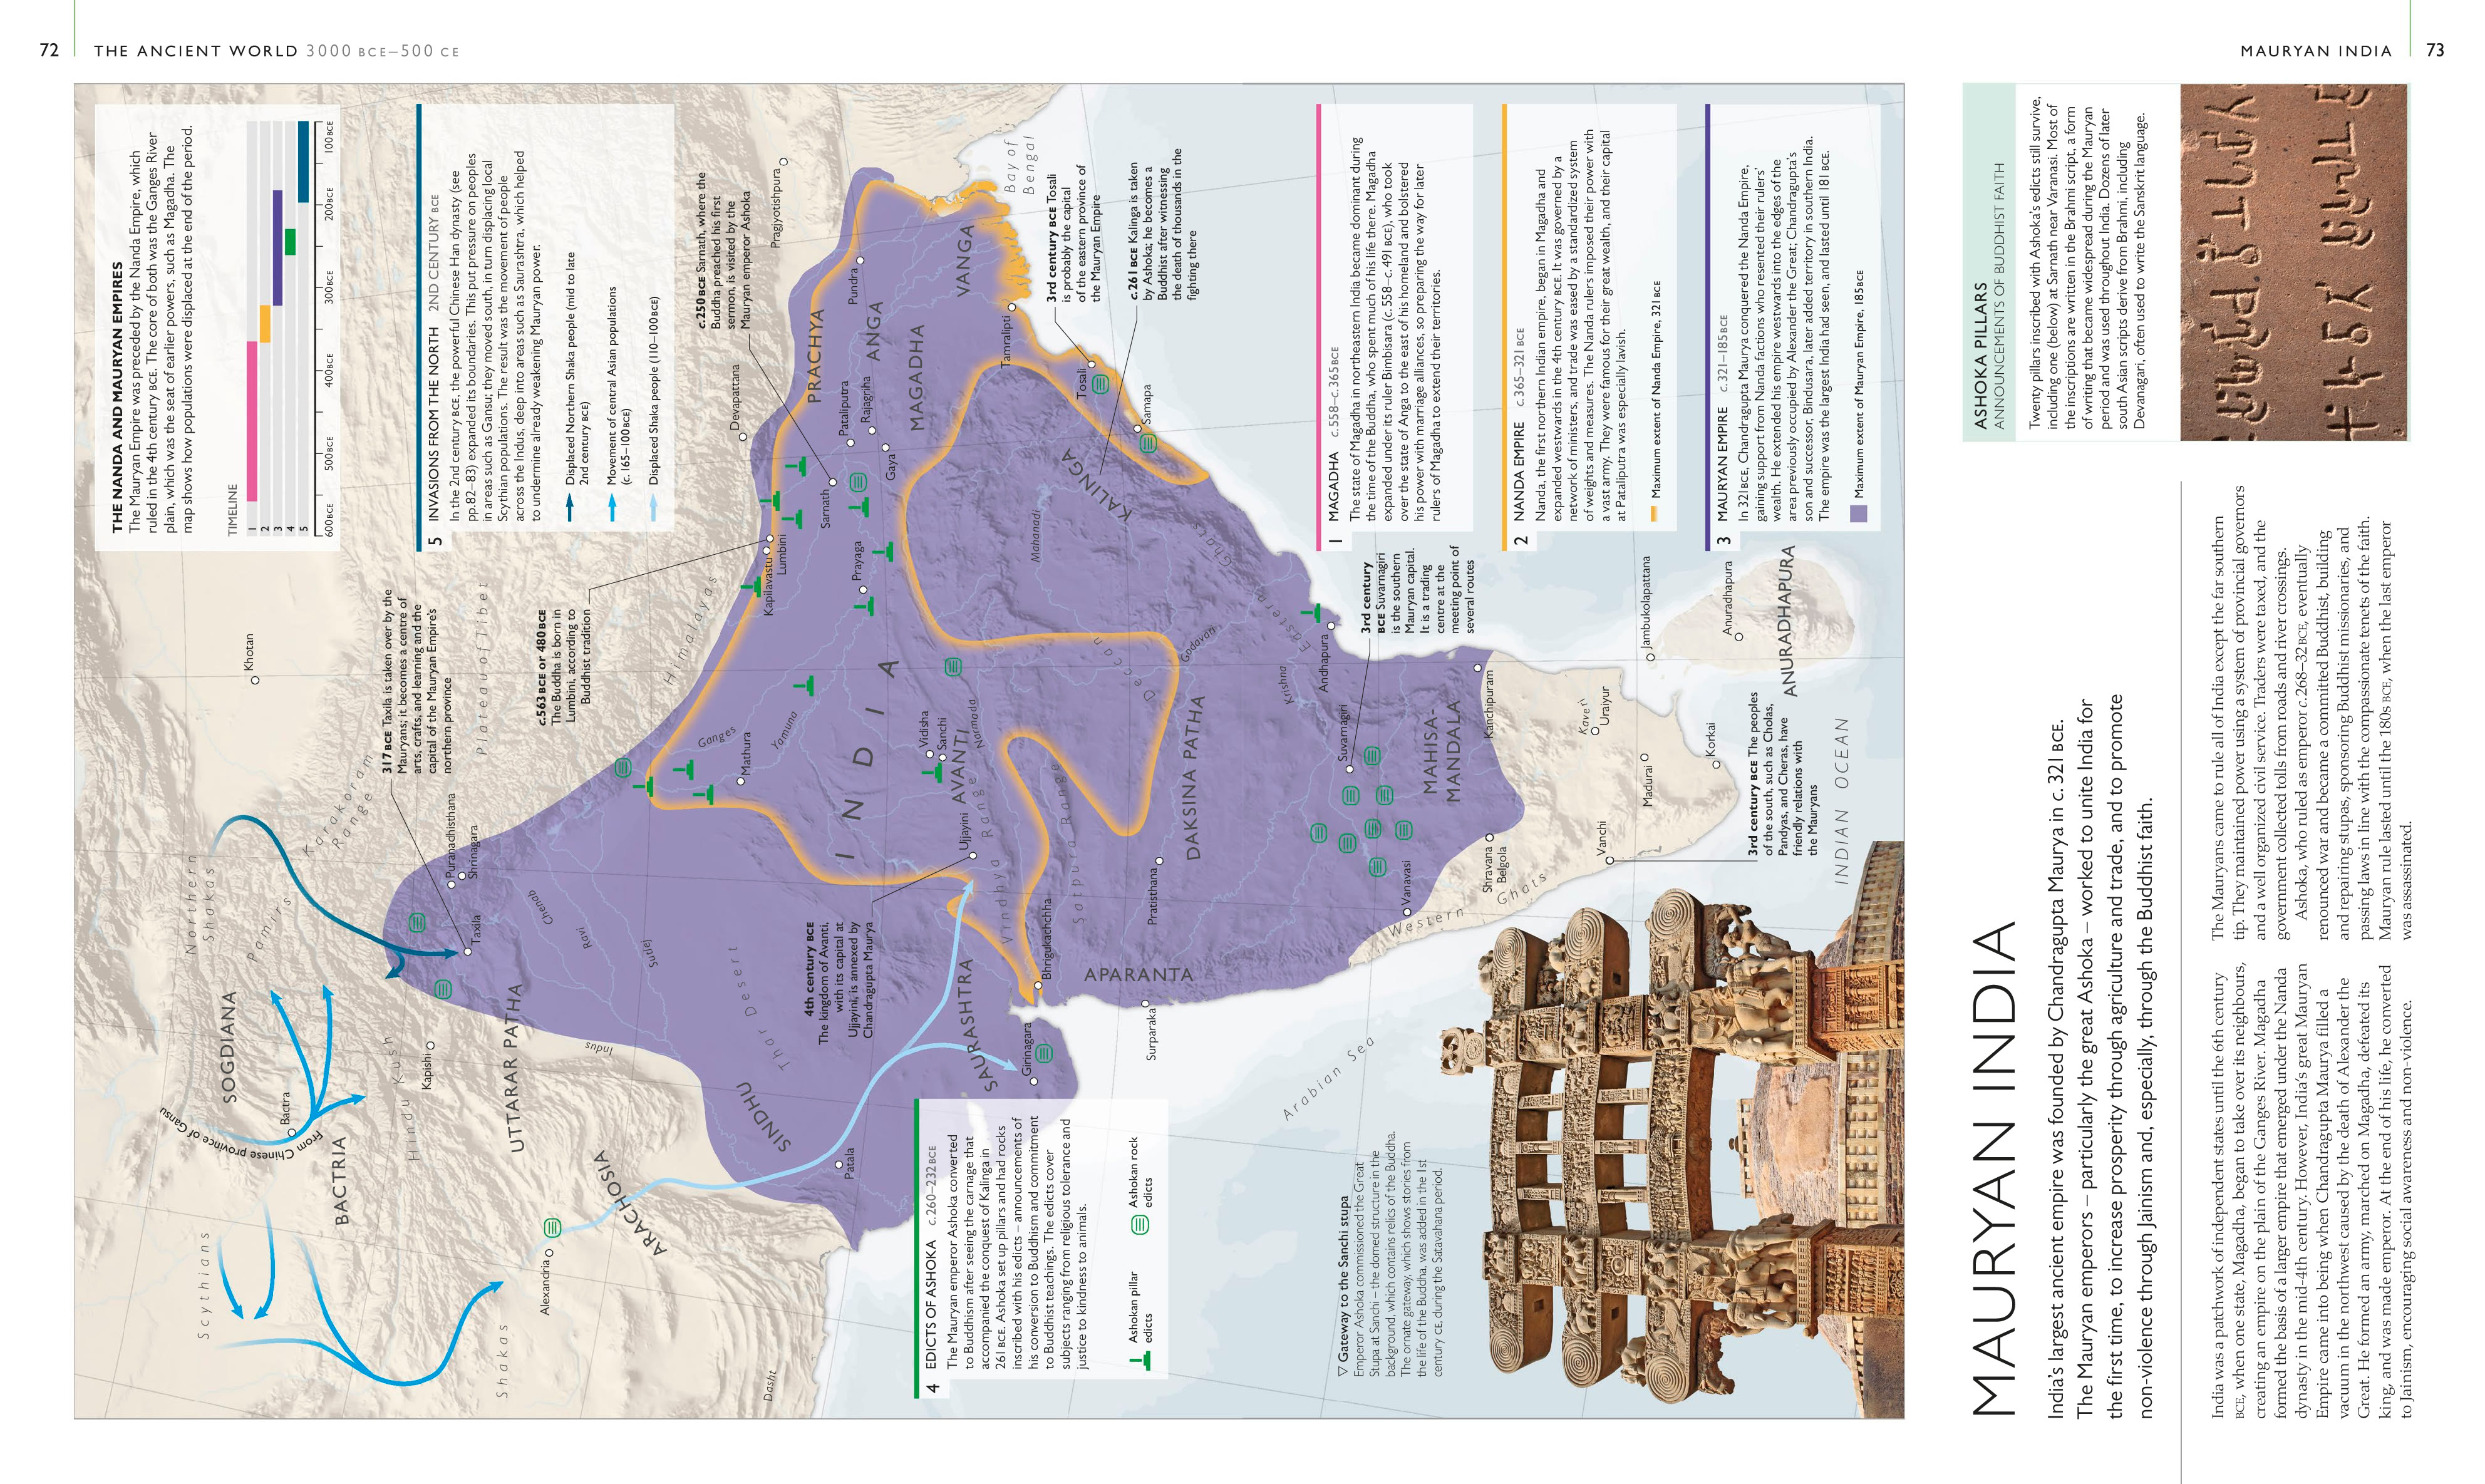 72
THE ANCIENT WORLD 3000 BCE–500 CE
MAURYAN INDIA
73
MAURYAN INDIA
India's largest ancient empire was founded by Chandragupta Maurya in c. 321 BCE.
The Mauryan emperors – particularly the great Ashoka – worked to unite India for
the first time, to increase prosperity through agriculture and trade, and to promote
non-violence through Jainism and, especially, through the Buddhist faith.
India was a patchwork of independent states until the 6th century
BCE, when one state, Magadha, began to take over its neighbours,
creating an empire on the plain of the Ganges River. Magadha
formed the basis of a larger empire that emerged under the Nanda
dynasty in the mid-4th century. However, India's great Mauryan
Empire came into being when Chandragupta Maurya filled a
vacuum in the northwest caused by the death of Alexander the
Great. He formed an army, marched on Magadha, defeated its
king, and was made emperor. At the end of his life, he converted
to Jainism, encouraging social awareness and non-violence.
The Mauryans came to rule all of India except the far southern
tip. They maintained power using a system of provincial governors
and a well organized civil service. Traders were taxed, and the
government collected tolls from roads and river crossings.
Ashoka, who ruled as emperor c.268–32 BCE, eventually
renounced war and became a committed Buddhist, building
and repairing stupas, sponsoring Buddhist missionaries, and
passing laws in line with the compassionate tenets of the faith.
Mauryan rule lasted until the 180s BCE, when the last emperor
was assassinated.
ASHOKA PILLARS
ANNOUNCEMENTS OF BUDDHIST FAITH
Twenty pillars inscribed with Ashoka's edicts still survive,
including one (below) at Sarnath near Varanasi. Most of
the inscriptions are written in the Brahmi script, a form
of writing that became widespread during the Mauryan
period and was used throughout India. Dozens of later
south Asian scripts derive from Brahmi, including
Devanagari, often used to write the Sanskrit language.
THE NANDA AND MAURYAN EMPIRES
The Mauryan Empire was preceded by the Nanda Empire, which
ruled in the 4th century BCE. The core of both was the Ganges River
plain, which was the seat of earlier powers, such as Magadha. The
map shows how populations were displaced at the end of the period.
TIMELINE
1
2
3
4
5
600 BCE
500 BCE
400 BCE
300 BCE
200 BCE
100 BCE
5 INVASIONS FROM THE NORTH 2ND CENTURY BCE
In the 2nd century BCE, the powerful Chinese Han dynasty (see
pp.82–83) expanded its boundaries. This put pressure on peoples
in areas such as Gansu; they moved south, in turn displacing local
Scythian populations. The result was the movement of people
across the Indus, deep into areas such as Saurashtra, which helped
to undermine already weakening Mauryan power.
Displaced Northern Shaka people (mid to late
2nd century BCE)
Movement of central Asian populations
(c. 165–100 BCE)
Displaced Shaka people (110–100 BCE)
1 MAGADHA c.558–c.365 BCE
The state of Magadha in northeastern India became dominant during
the time of the Buddha, who spent much of his life there. Magadha
expanded under its ruler Bimbisara (c. 558–c. 491 BCE), who took
over the state of Anga to the east of his homeland and bolstered
his power with marriage alliances, so preparing the way for later
rulers of Magadha to extend their territories.
2 NANDA EMPIRE c.365–321 BCE
Nanda, the first northern Indian empire, began in Magadha and
expanded westwards in the 4th century BCE. It was governed by a
network of ministers, and trade was eased by a standardized system
of weights and measures. The Nanda rulers imposed their power with
a vast army. They were famous for their great wealth, and their capital
at Pataliputra was especially lavish.
Maximum extent of Nanda Empire, 321 BCE
3 MAURYAN EMPIRE c.321–185 BCE
In 321 BCE, Chandragupta Maurya conquered the Nanda Empire,
gaining support from Nanda factions who resented their rulers'
wealth. He extended his empire westwards into the edges of the
area previously occupied by Alexander the Great; Chandragupta's
son and successor, Bindusara, later added territory in southern India.
The empire was the largest India had seen, and lasted until 181 BCE.
Maximum extent of Mauryan Empire, 185 BCE
4 EDICTS OF ASHOKA c.260–232 BCE
The Mauryan emperor Ashoka converted
to Buddhism after seeing the carnage that
accompanied the conquest of Kalinga in
261 BCE. Ashoka set up pillars and had rocks
inscribed with his edicts – announcements of
his conversion to Buddhism and commitment
to Buddhist teachings. The edicts cover
subjects ranging from religious tolerance and
justice to kindness to animals.
Ashokan pillar
edicts
Ashokan rock
edicts
▽ Gateway to the Sanchi stupa
Emperor Ashoka commissioned the Great
Stupa at Sanchi – the domed structure in the
background, which contains relics of the Buddha.
The ornate gateway, which shows stories from
the life of the Buddha, was added in the 1st
century CE, during the Satavahana period.
317 BCE Taxila is taken over by the
Mauryans; it becomes a centre of
arts, crafts, and learning and the
capital of the Mauryan Empire's
northern province
c.563 BCE or 480 BCE
The Buddha is born in
Lumbini, according to
Buddhist tradition
c.250 BCE Sarnath, where the
Buddha preached his first
sermon, is visited by the
Mauryan emperor Ashoka
3rd century BCE Tosali
is probably the capital
of the eastern province of
the Mauryan Empire
c.261 BCE Kalinga is taken
by Ashoka; he becomes a
Buddhist after witnessing
the death of thousands in the
fighting there
4th century BCE
The kingdom of Avanti,
with its capital at
Ujjayini, is annexed by
Chandragupta Maurya
3rd century
BCE Suvarnagiri
is the southern
Mauryan capital.
It is a trading
centre at the
meeting point of
several routes
3rd century BCE The peoples
of the south, such as Cholas,
Pandyas, and Cheras, have
friendly relations with
the Mauryans
Scythians
Shakas
Northern
Shakas
SOGDIANA
BACTRIA
Bactra
From Chinese province of Gansu
Pamirs
Karakoram
Range
Khotan
Hindu Kush
Kapishi
Puranadhisthana
Shrinagara
Taxila
UTTARAR PATHA
ARACHOSIA
Alexandria
Dasht
Plateau of Tibet
Himalayas
Chenab
Ravi
Sutlej
Indus
Thar Desert
SINDHU
Patala
Ganges
Yamuna
Mathura
INDIA
Kapilavastu
Lumbini
Devapattana
Pragjyotishpura
PRACHYA
Pundra
ANGA
MAGADHA
VANGA
Pataliputra
Rajagriha
Gaya
Sarnath
Prayaga
Tamralipti
Bay of
Bengal
Tosali
Samapa
KALINGA
Mahanadi
Vidisha
Sanchi
AVANTI
Ujjayini
Narmada
Vindhya Range
Satpura Range
SAURASHTRA
Girinagara
Bhrigukachchha
APARANTA
Surparaka
Pratisthana
DAKSINA PATHA
Deccan
Godavari
Eastern Ghats
Krishna
Andhapura
Suvarnagiri
MAHISA-
MANDALA
Kanchipuram
Vanavasi
Shravana
Belgola
Western Ghats
Kaveri
Uraiyur
Vanchi
Madurai
Korkai
Jambukolapattana
Anuradhapura
ANURADHAPURA
Arabian Sea
INDIAN OCEAN